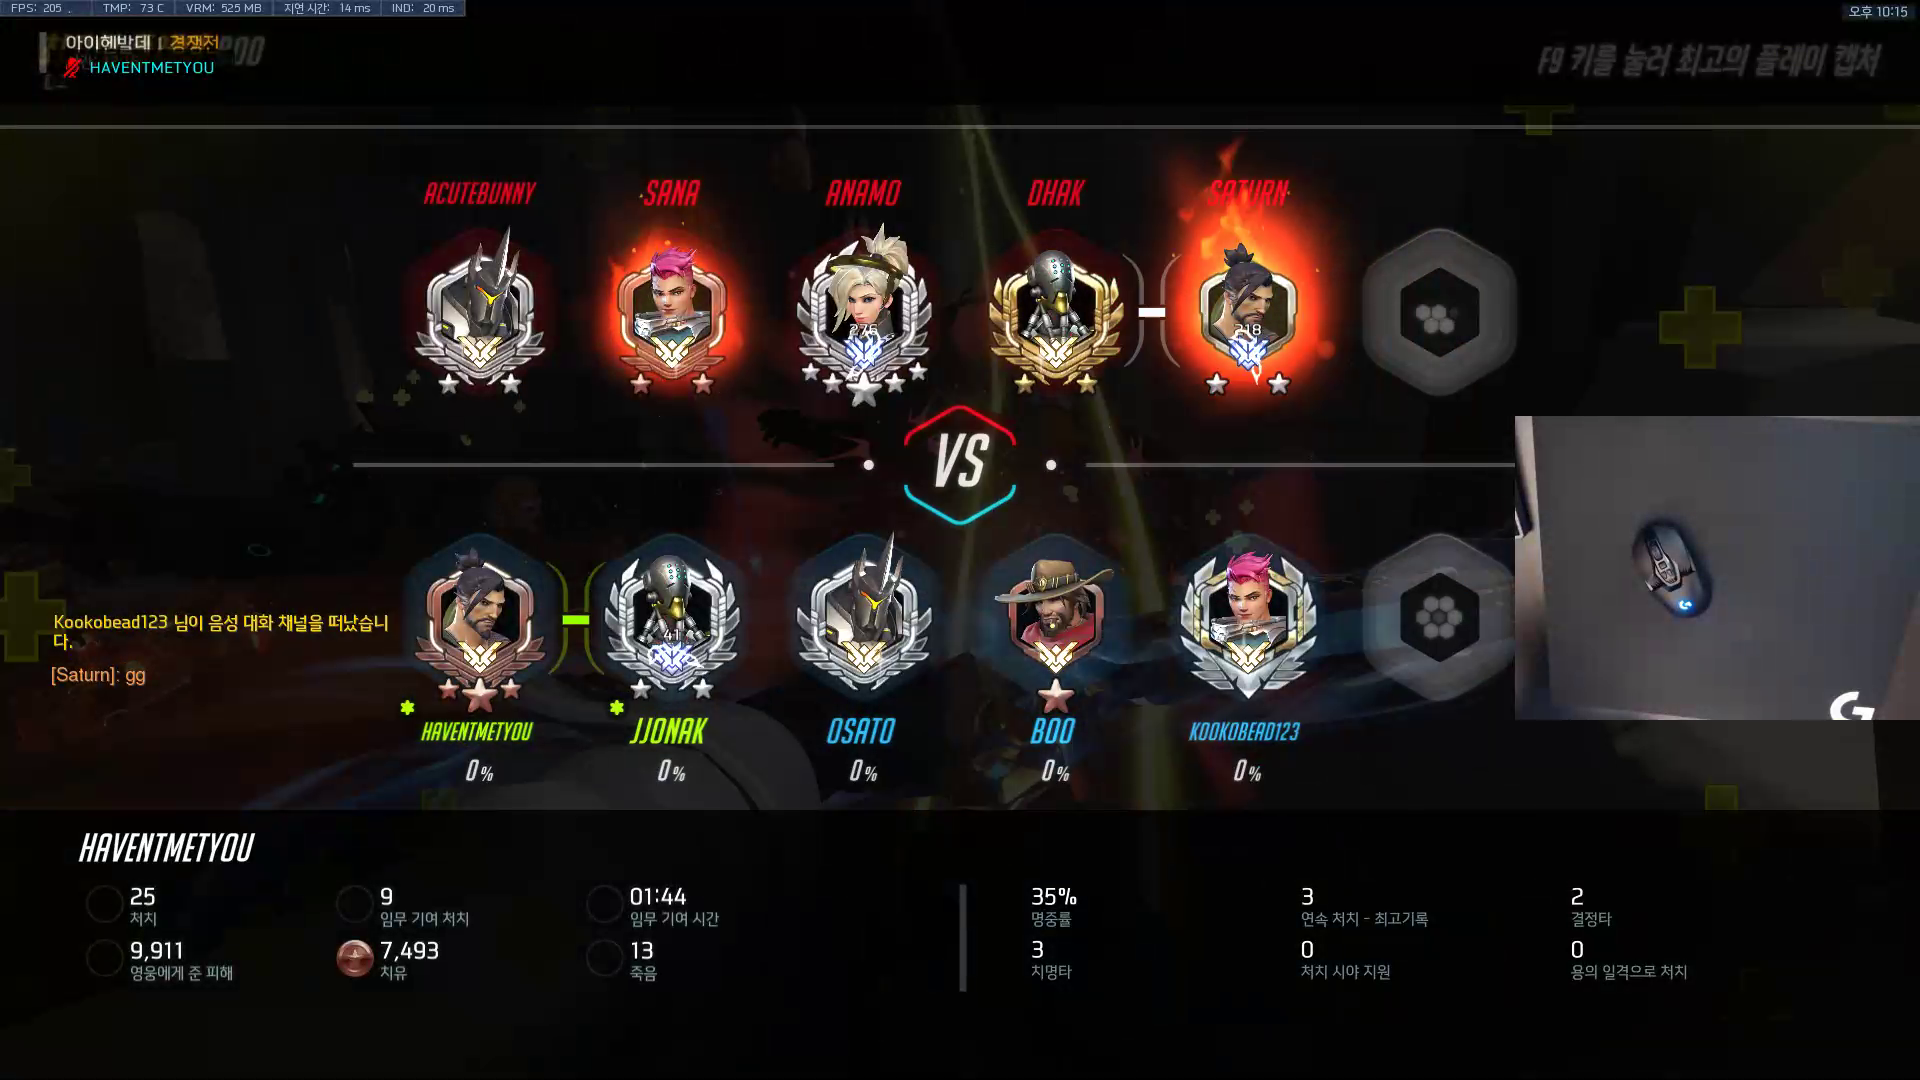 FPS: 205
TMP: 73 C
VRM: 525 MB
지연 시간: 14 ms
IND: 20 ms
오후 10:15
아이헨발데 | 경쟁전
HAVENTMETYOU
F9 키를 눌러 최고의 플레이 캡처
ACUTEBUNNY
SANA
ANAMO
DHAK
SATURN
276
218
VS
41
Kookobead123 님이 음성 대화 채널을 떠났습니
다.
[Saturn]: gg
HAVENTMETYOU
JJONAK
OSATO
BOO
KOOKOBEAD123
0%
0%
0%
0%
0%
HAVENTMETYOU
25
처치
9
임무 기여 처치
01:44
임무 기여 시간
35%
명중률
3
연속 처치 - 최고기록
2
결정타
9,911
영웅에게 준 피해
7,493
치유
13
죽음
3
치명타
0
처치 시야 지원
0
용의 일격으로 처치